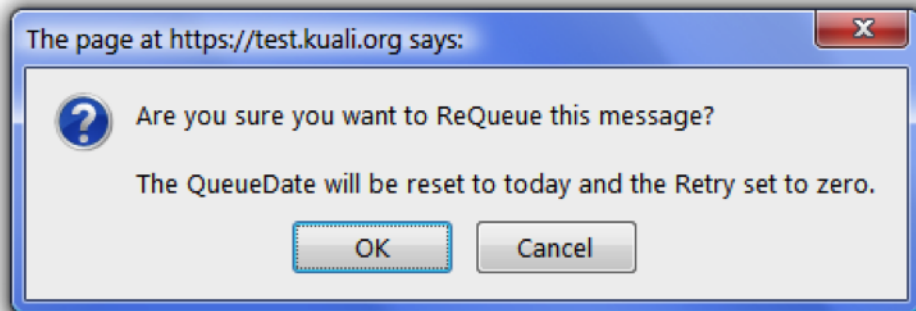 The page at https://test.kuali.org says:
Are you sure you want to ReQueue this message?
The QueueDate will be reset to today and the Retry set to zero.
OK
Cancel